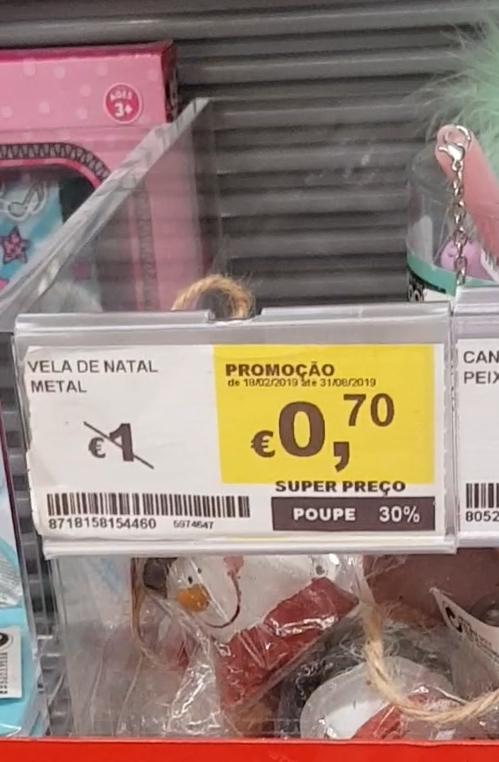 AGES
3+
VELA DE NATAL
METAL
€1
PROMOÇÃO
de 18/02/2019 até 31/08/2019
€0,70
SUPER PREÇO
POUPE 30%
8718158154460 5974647
CAN
PEIX
8052